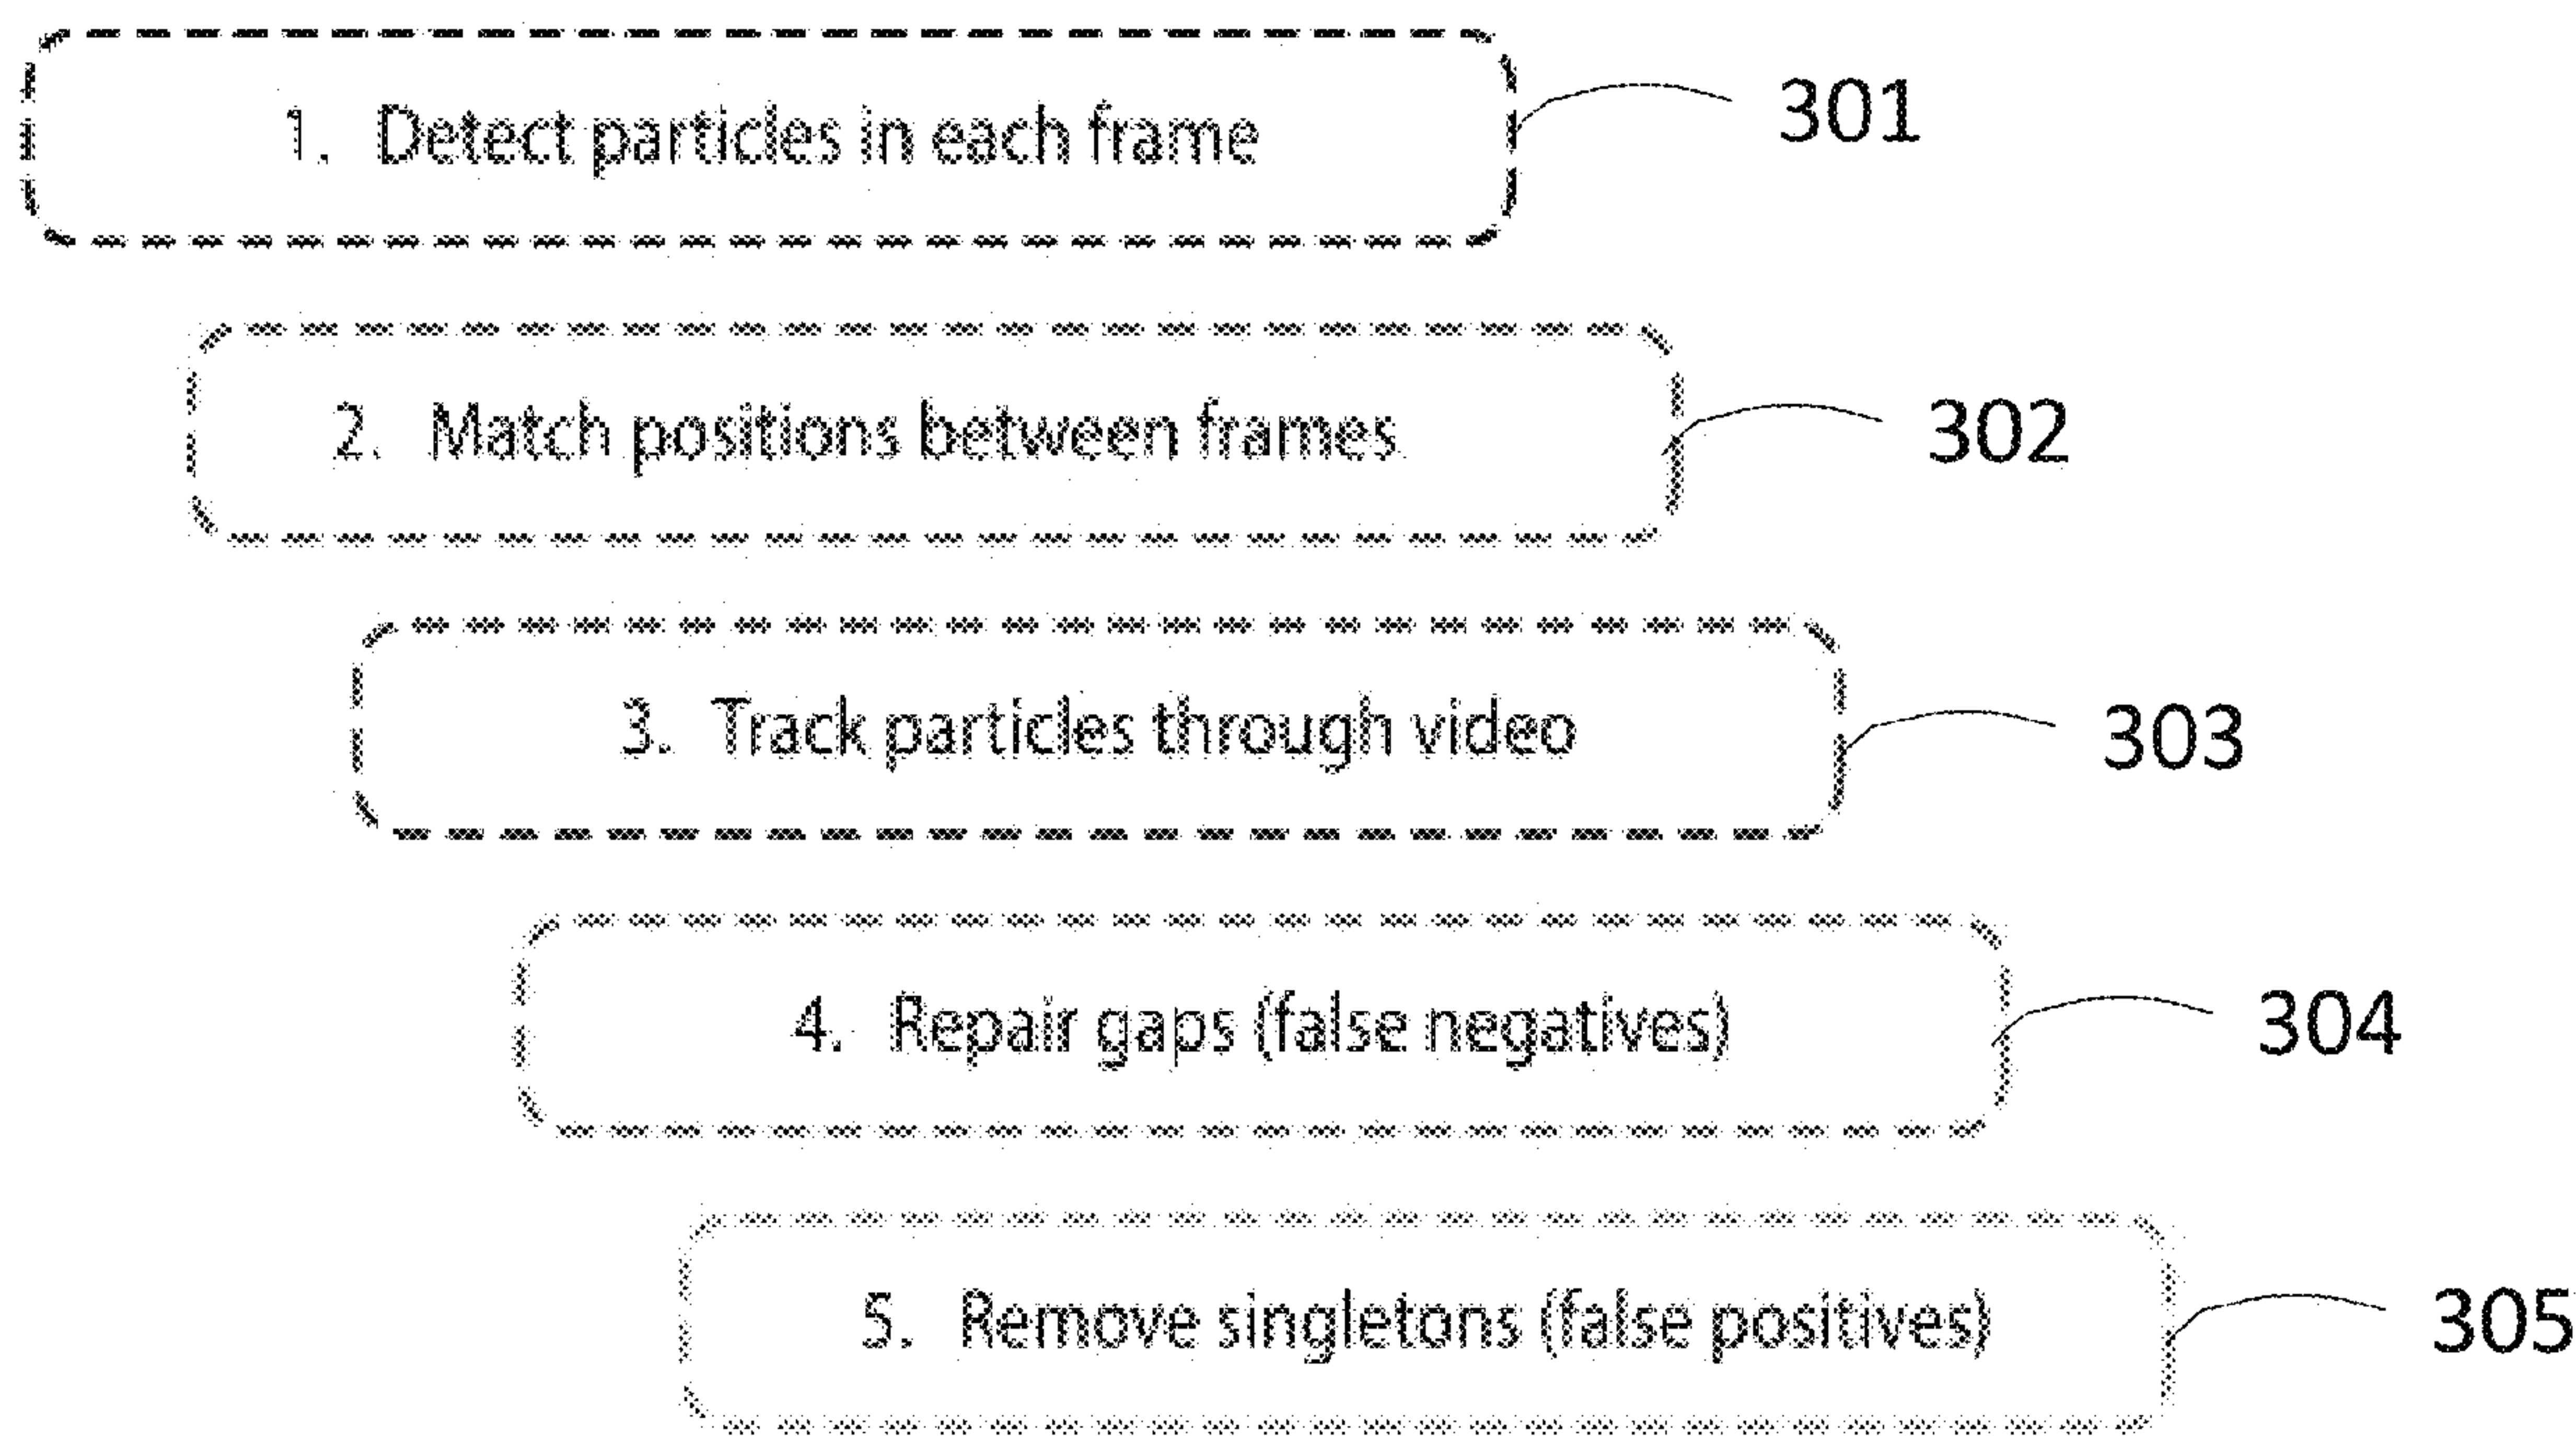 1. Detect particles in each frame 301
2. Match positions between frames 302
3. Track particles through video 303
4. Repair gaps (false negatives) 304
5. Remove singletons (false positives) 305